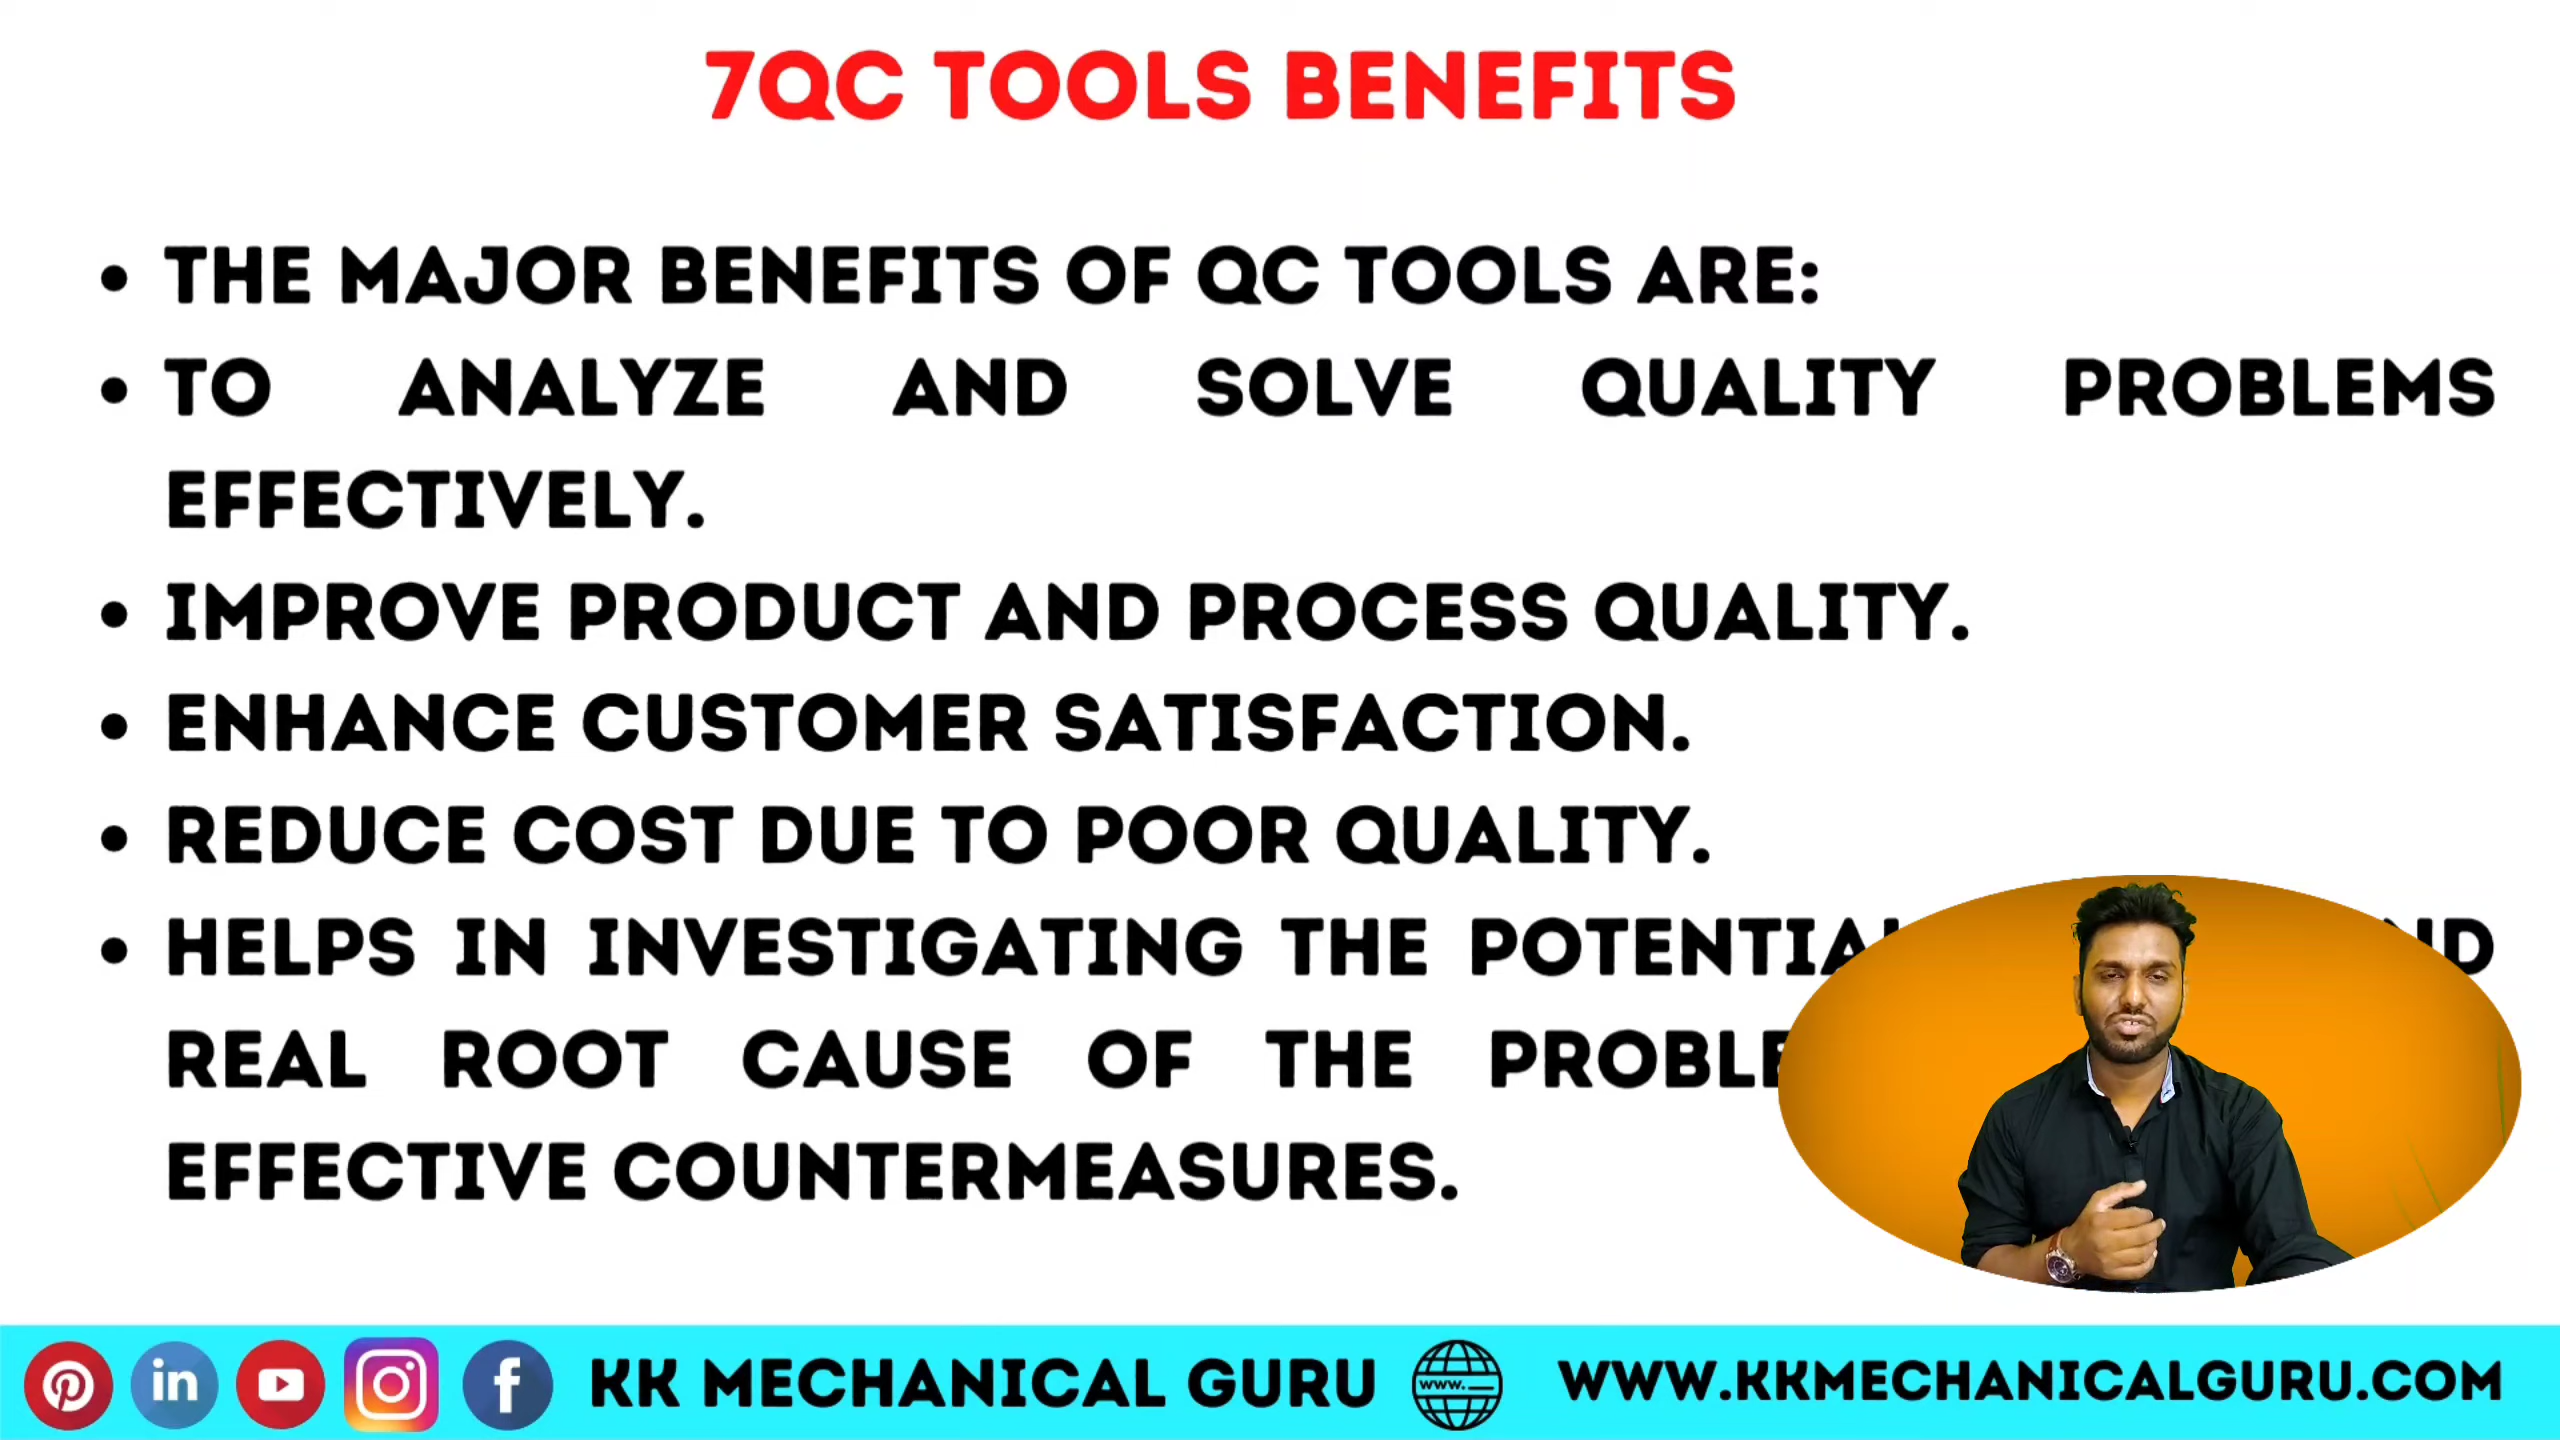 7QC TOOLS BENEFITS
• THE MAJOR BENEFITS OF QC TOOLS ARE:
• TO ANALYZE AND SOLVE QUALITY PROBLEMS
EFFECTIVELY.
• IMPROVE PRODUCT AND PROCESS QUALITY.
• ENHANCE CUSTOMER SATISFACTION.
• REDUCE COST DUE TO POOR QUALITY.
• HELPS IN INVESTIGATING THE
REAL ROOT CAUSE OF THE
EFFECTIVE COUNTERMEASURES.
in f KK MECHANICAL GURU www. WWW.KKMECHANICALGURU.COM